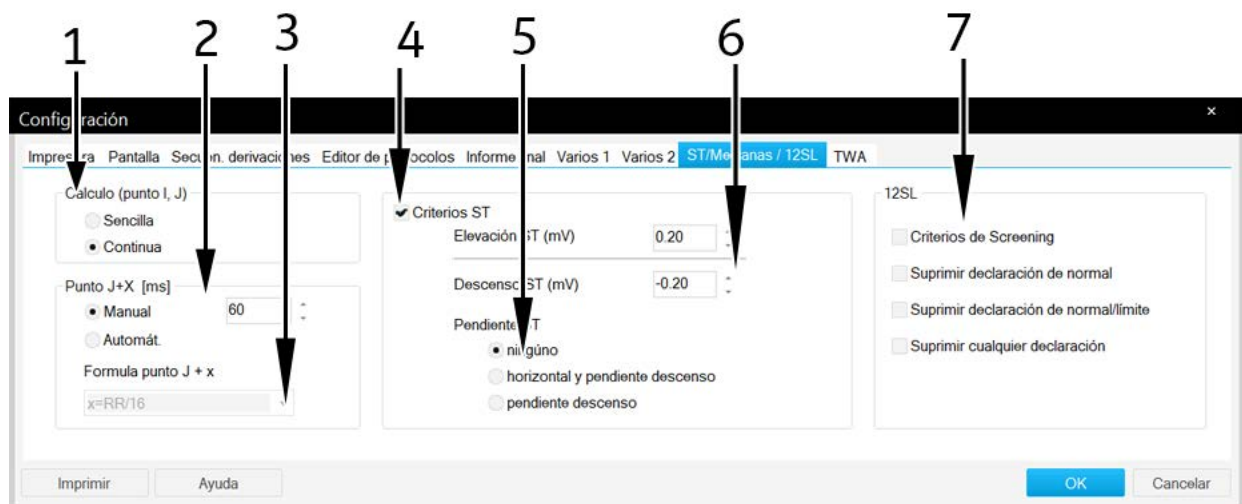 1 2 3 4 5 6 7
Configuración ×
Impresora Pantalla Secuen. derivaciones Editor de protocolos Informe final Varios 1 Varios 2 ST/Medianas / 12SL TWA
Cálculo (punto I, J)
Sencilla
Continua
Punto J+X [ms]
Manual 60
Automát.
Formula punto J + x
x=RR/16
Criterios ST
Elevación ST (mV) 0.20
Descenso ST (mV) -0.20
Pendiente ST
ningúno
horizontal y pendiente descenso
pendiente descenso
12SL
Criterios de Screening
Suprimir declaración de normal
Suprimir declaración de normal/límite
Suprimir cualquier declaración
Imprimir Ayuda OK Cancelar